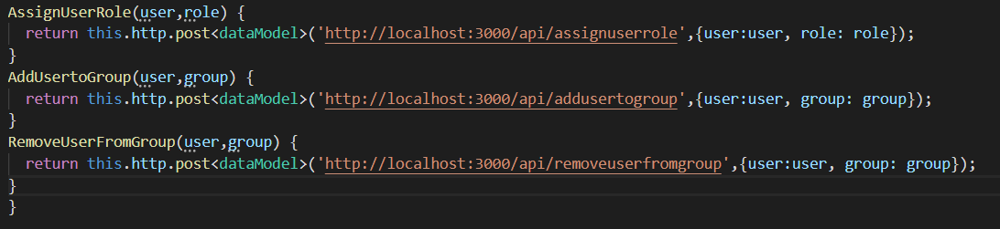 AssignUserRole(user,role) {
  return this.http.post<dataModel>('http://localhost:3000/api/assignuserrole',{user:user, role: role});
}
AddUsertoGroup(user,group) {
  return this.http.post<dataModel>('http://localhost:3000/api/addusertogroup',{user:user, group: group});
}
RemoveUserFromGroup(user,group) {
  return this.http.post<dataModel>('http://localhost:3000/api/removeuserfromgroup',{user:user, group: group});
}
}